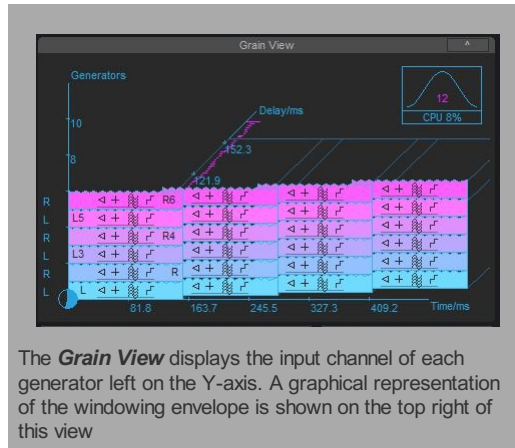 Grain View ^
Generators
12
CPU 8%
Delay/ms
10
152.3
8
121.9
R R6
L L5
R R4
L L3
R R
L L
81.8 163.7 245.5 327.3 409.2 Time/ms
The Grain View displays the input channel of each
generator left on the Y-axis. A graphical representation
of the windowing envelope is shown on the top right of
this view